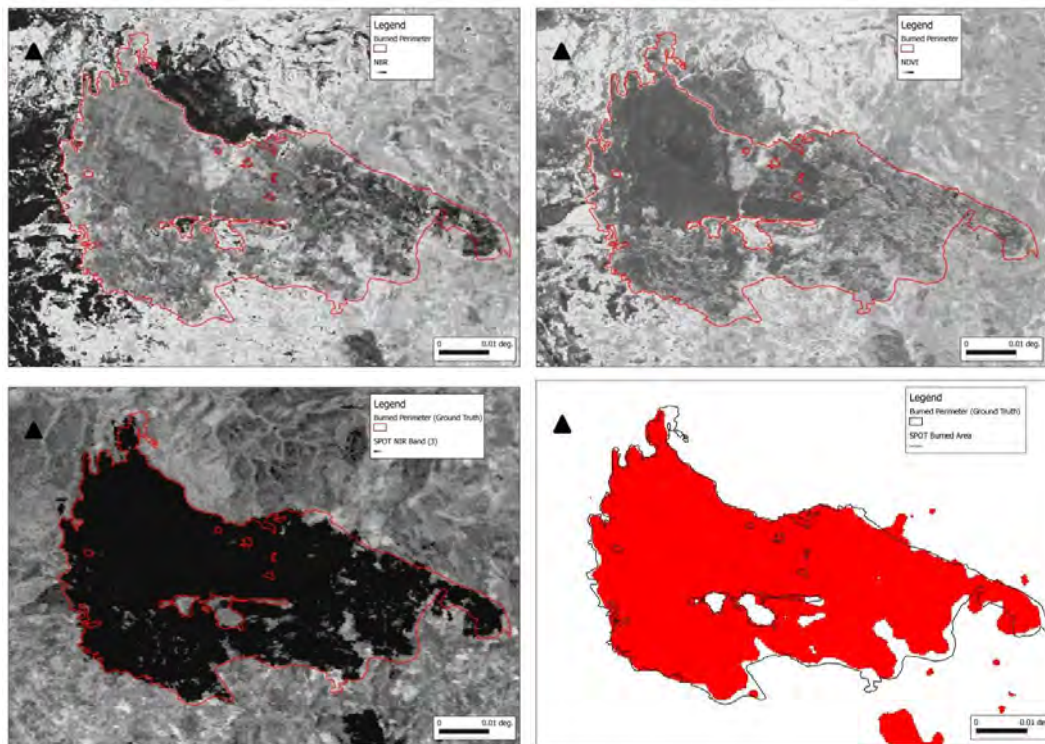 Legend
Burned Perimeter
NBR
0 0.01 deg.
Legend
Burned Perimeter
NDVI
0 0.01 deg.
Legend
Burned Perimeter (Ground Truth)
SPOT NIR Band (3)
0 0.01 deg.
Legend
Burned Perimeter (Ground Truth)
SPOT Burned Area
0 0.01 deg.